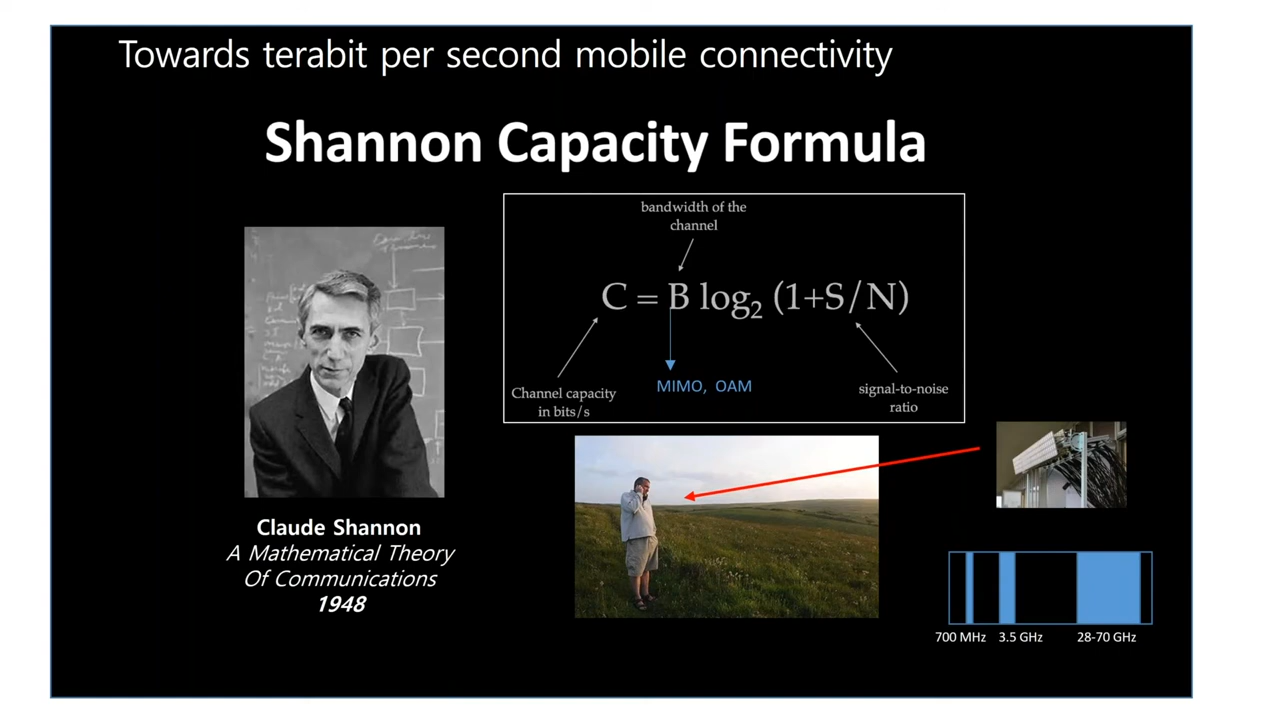 Towards terabit per second mobile connectivity
Shannon Capacity Formula
bandwidth of the
channel
C = B log₂ (1+S/N)
MIMO, OAM
Channel capacity
in bits/s
signal-to-noise
ratio
Claude Shannon
A Mathematical Theory
Of Communications
1948
700 MHz 3.5 GHz 28-70 GHz